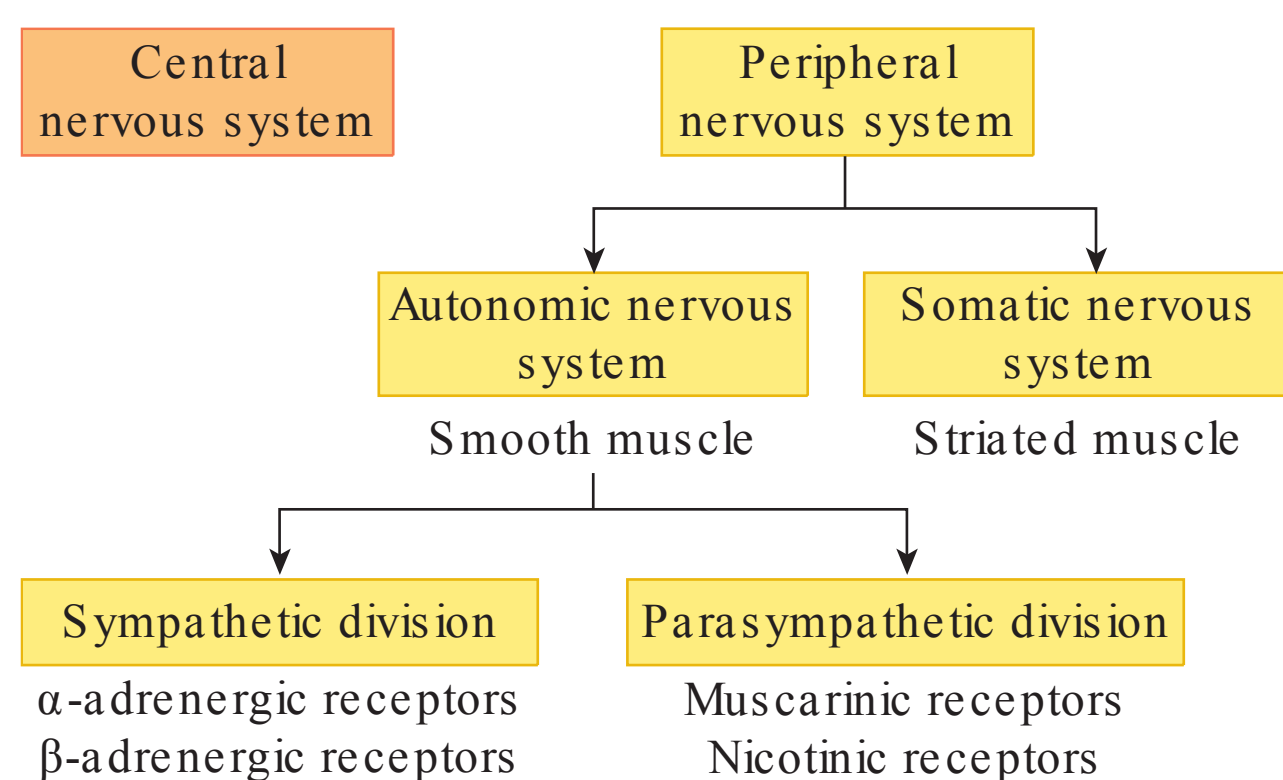 Central
nervous system
Peripheral
nervous system
Autonomic nervous
system
Somatic nervous
system
Smooth muscle
Striated muscle
Sympathetic division
Parasympathetic division
α-adrenergic receptors
β-adrenergic receptors
Muscarinic receptors
Nicotinic receptors